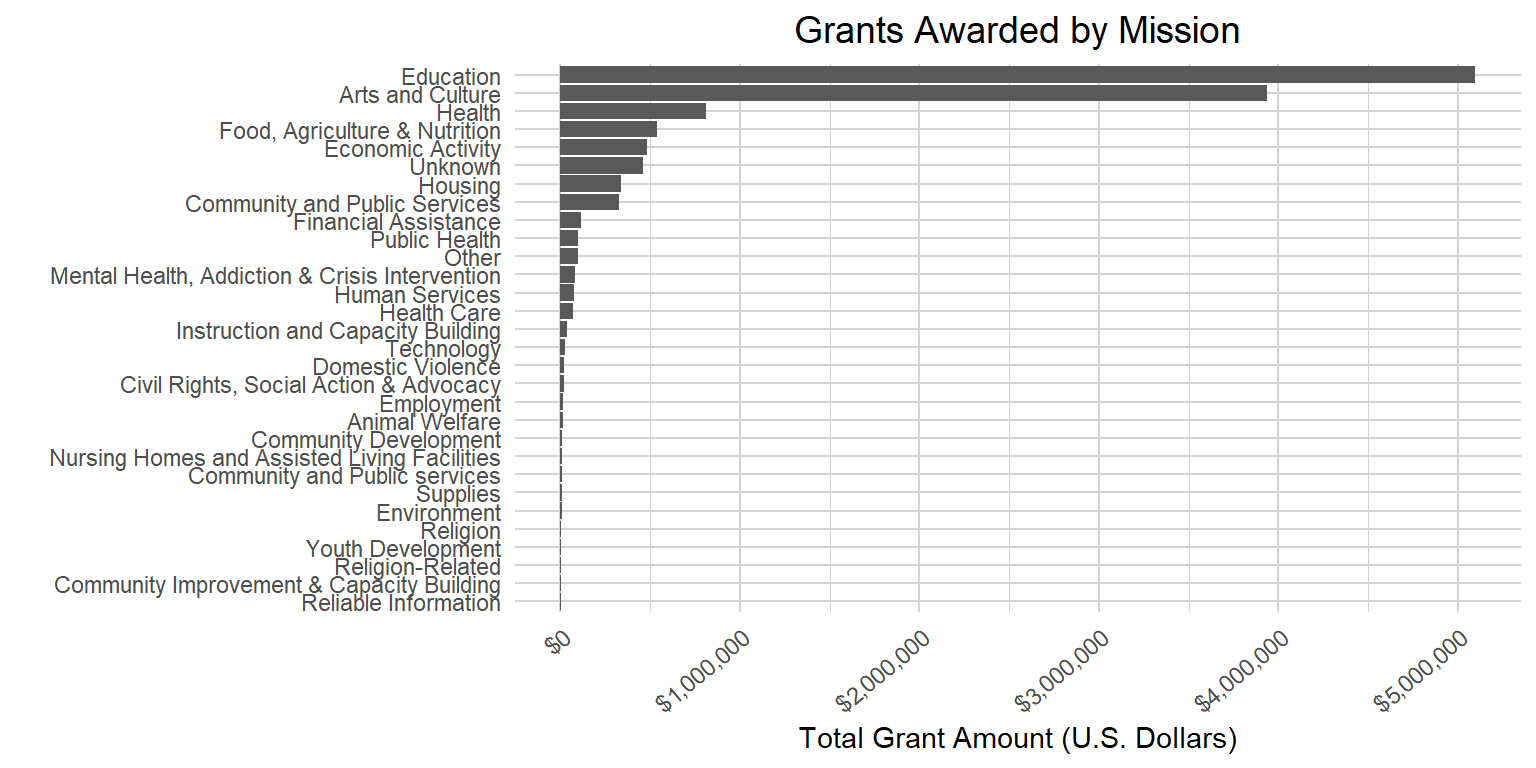 Grants Awarded by Mission
Education
Arts and Culture
Health
Food, Agriculture & Nutrition
Economic Activity
Unknown
Housing
Community and Public Services
Financial Assistance
Public Health
Other
Mental Health, Addiction & Crisis Intervention
Human Services
Health Care
Instruction and Capacity Building
Technology
Domestic Violence
Civil Rights, Social Action & Advocacy
Employment
Animal Welfare
Community Development
Nursing Homes and Assisted Living Facilities
Community and Public services
Supplies
Environment
Religion
Youth Development
Religion-Related
Community Improvement & Capacity Building
Reliable Information
$0
$1,000,000
$2,000,000
$3,000,000
$4,000,000
$5,000,000
Total Grant Amount (U.S. Dollars)